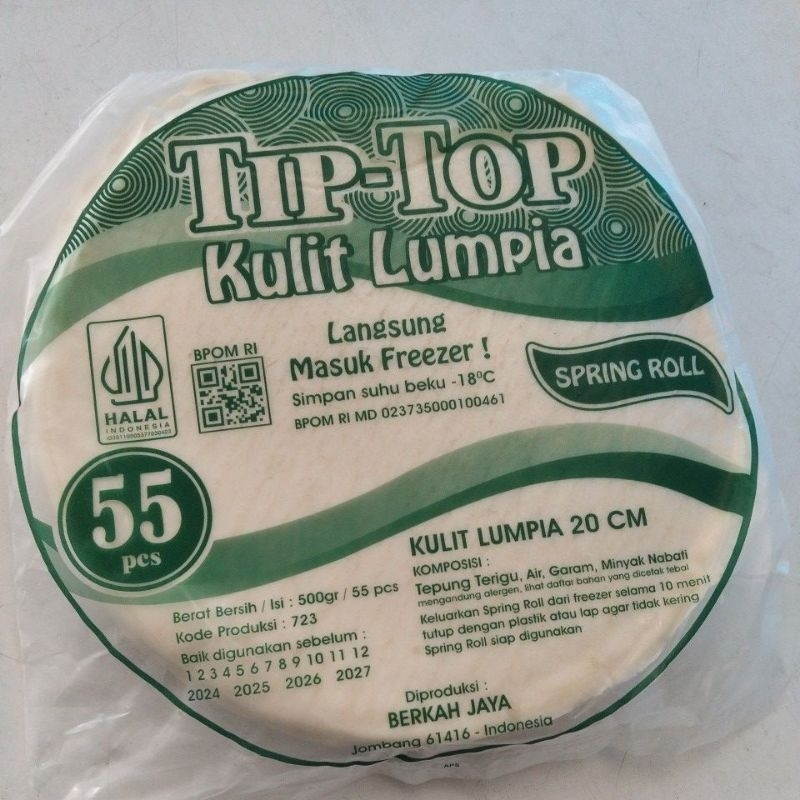 TIP-TOP
Kulit Lumpia
HALAL
INDONESIA
BPOM RI
Langsung
Masuk Freezer !
Simpan suhu beku -18°C
BPOM RI MD 023735000100461
SPRING ROLL
55
pcs
Berat Bersih / Isi : 500gr / 55 pcs
Kode Produksi : 723
Baik digunakan sebelum :
1 2 3 4 5 6 7 8 9 10 11 12
2024 2025 2026 2027
KULIT LUMPIA 20 CM
KOMPOSISI :
Tepung Terigu, Air, Garam, Minyak Nabati
mengandung alergen, lihat daftar bahan yang dicetak tebal
Keluarkan Spring Roll dari freezer selama 10 menit
tutup dengan plastik atau lap agar tidak kering
Spring Roll siap digunakan
Diproduksi :
BERKAH JAYA
Jombang 61416 - Indonesia
APS